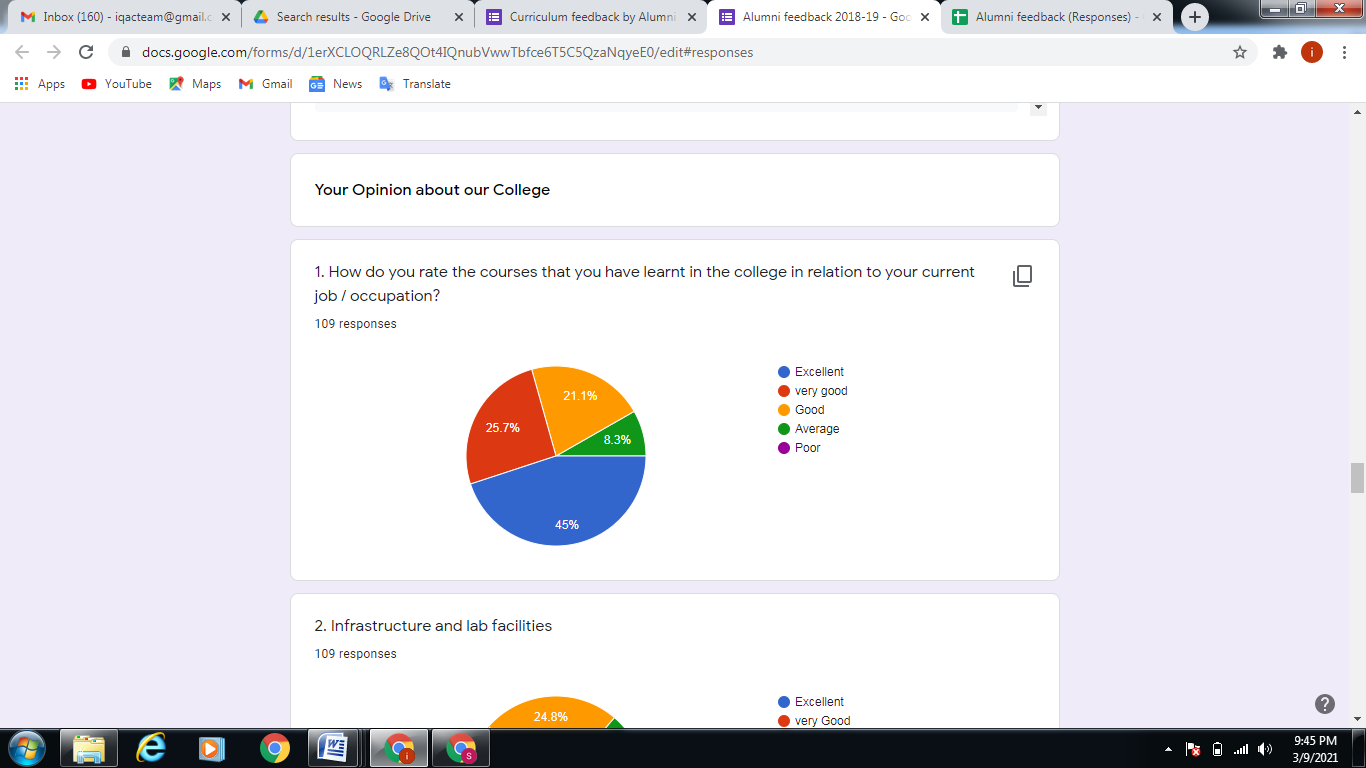 Inbox (160) - iqacteam@gmail.c
Search results - Google Drive
Curriculum feedback by Alumni
Alumni feedback 2018-19 - Goo
Alumni feedback (Responses) -
docs.google.com/forms/d/1erXCLOQRLZe8QOt4IQnubVwwTbfce6T5C5QzaNqyeE0/edit#responses
i
Apps YouTube Maps Gmail News Translate
Your Opinion about our College
1. How do you rate the courses that you have learnt in the college in relation to your current
job / occupation?
109 responses
21.1%
25.7%
8.3%
45%
Excellent
very good
Good
Average
Poor
2. Infrastructure and lab facilities
109 responses
24.8%
Excellent
very Good
9:45 PM
3/9/2021